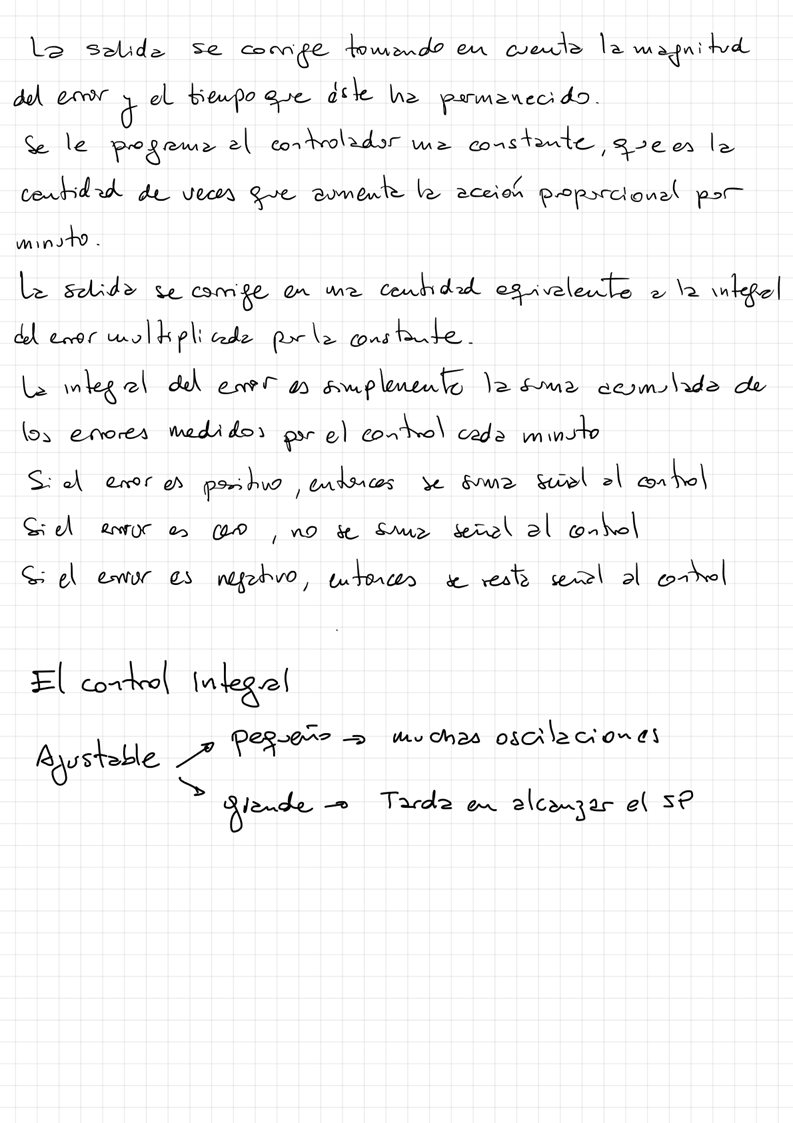 La salida se corrige tomando en cuenta la magnitud
del error y el tiempo que éste ha permanecido.
Se le programa al controlador una constante, que es la
cantidad de veces que aumenta la acción proporcional por
minuto.
La salida se corrige en una cantidad equivalente a la integral
del error multiplicada por la constante.
La integral del error es simplemente la suma acumulada de
los errores medidos por el control cada minuto
Si el error es positivo, entonces se suma señal al control
Si el error es cero, no se suma señal al control
Si el error es negativo, entonces se resta señal al control
El control Integral
Ajustable
pequeño → muchas oscilaciones
grande → Tarda en alcanzar el SP